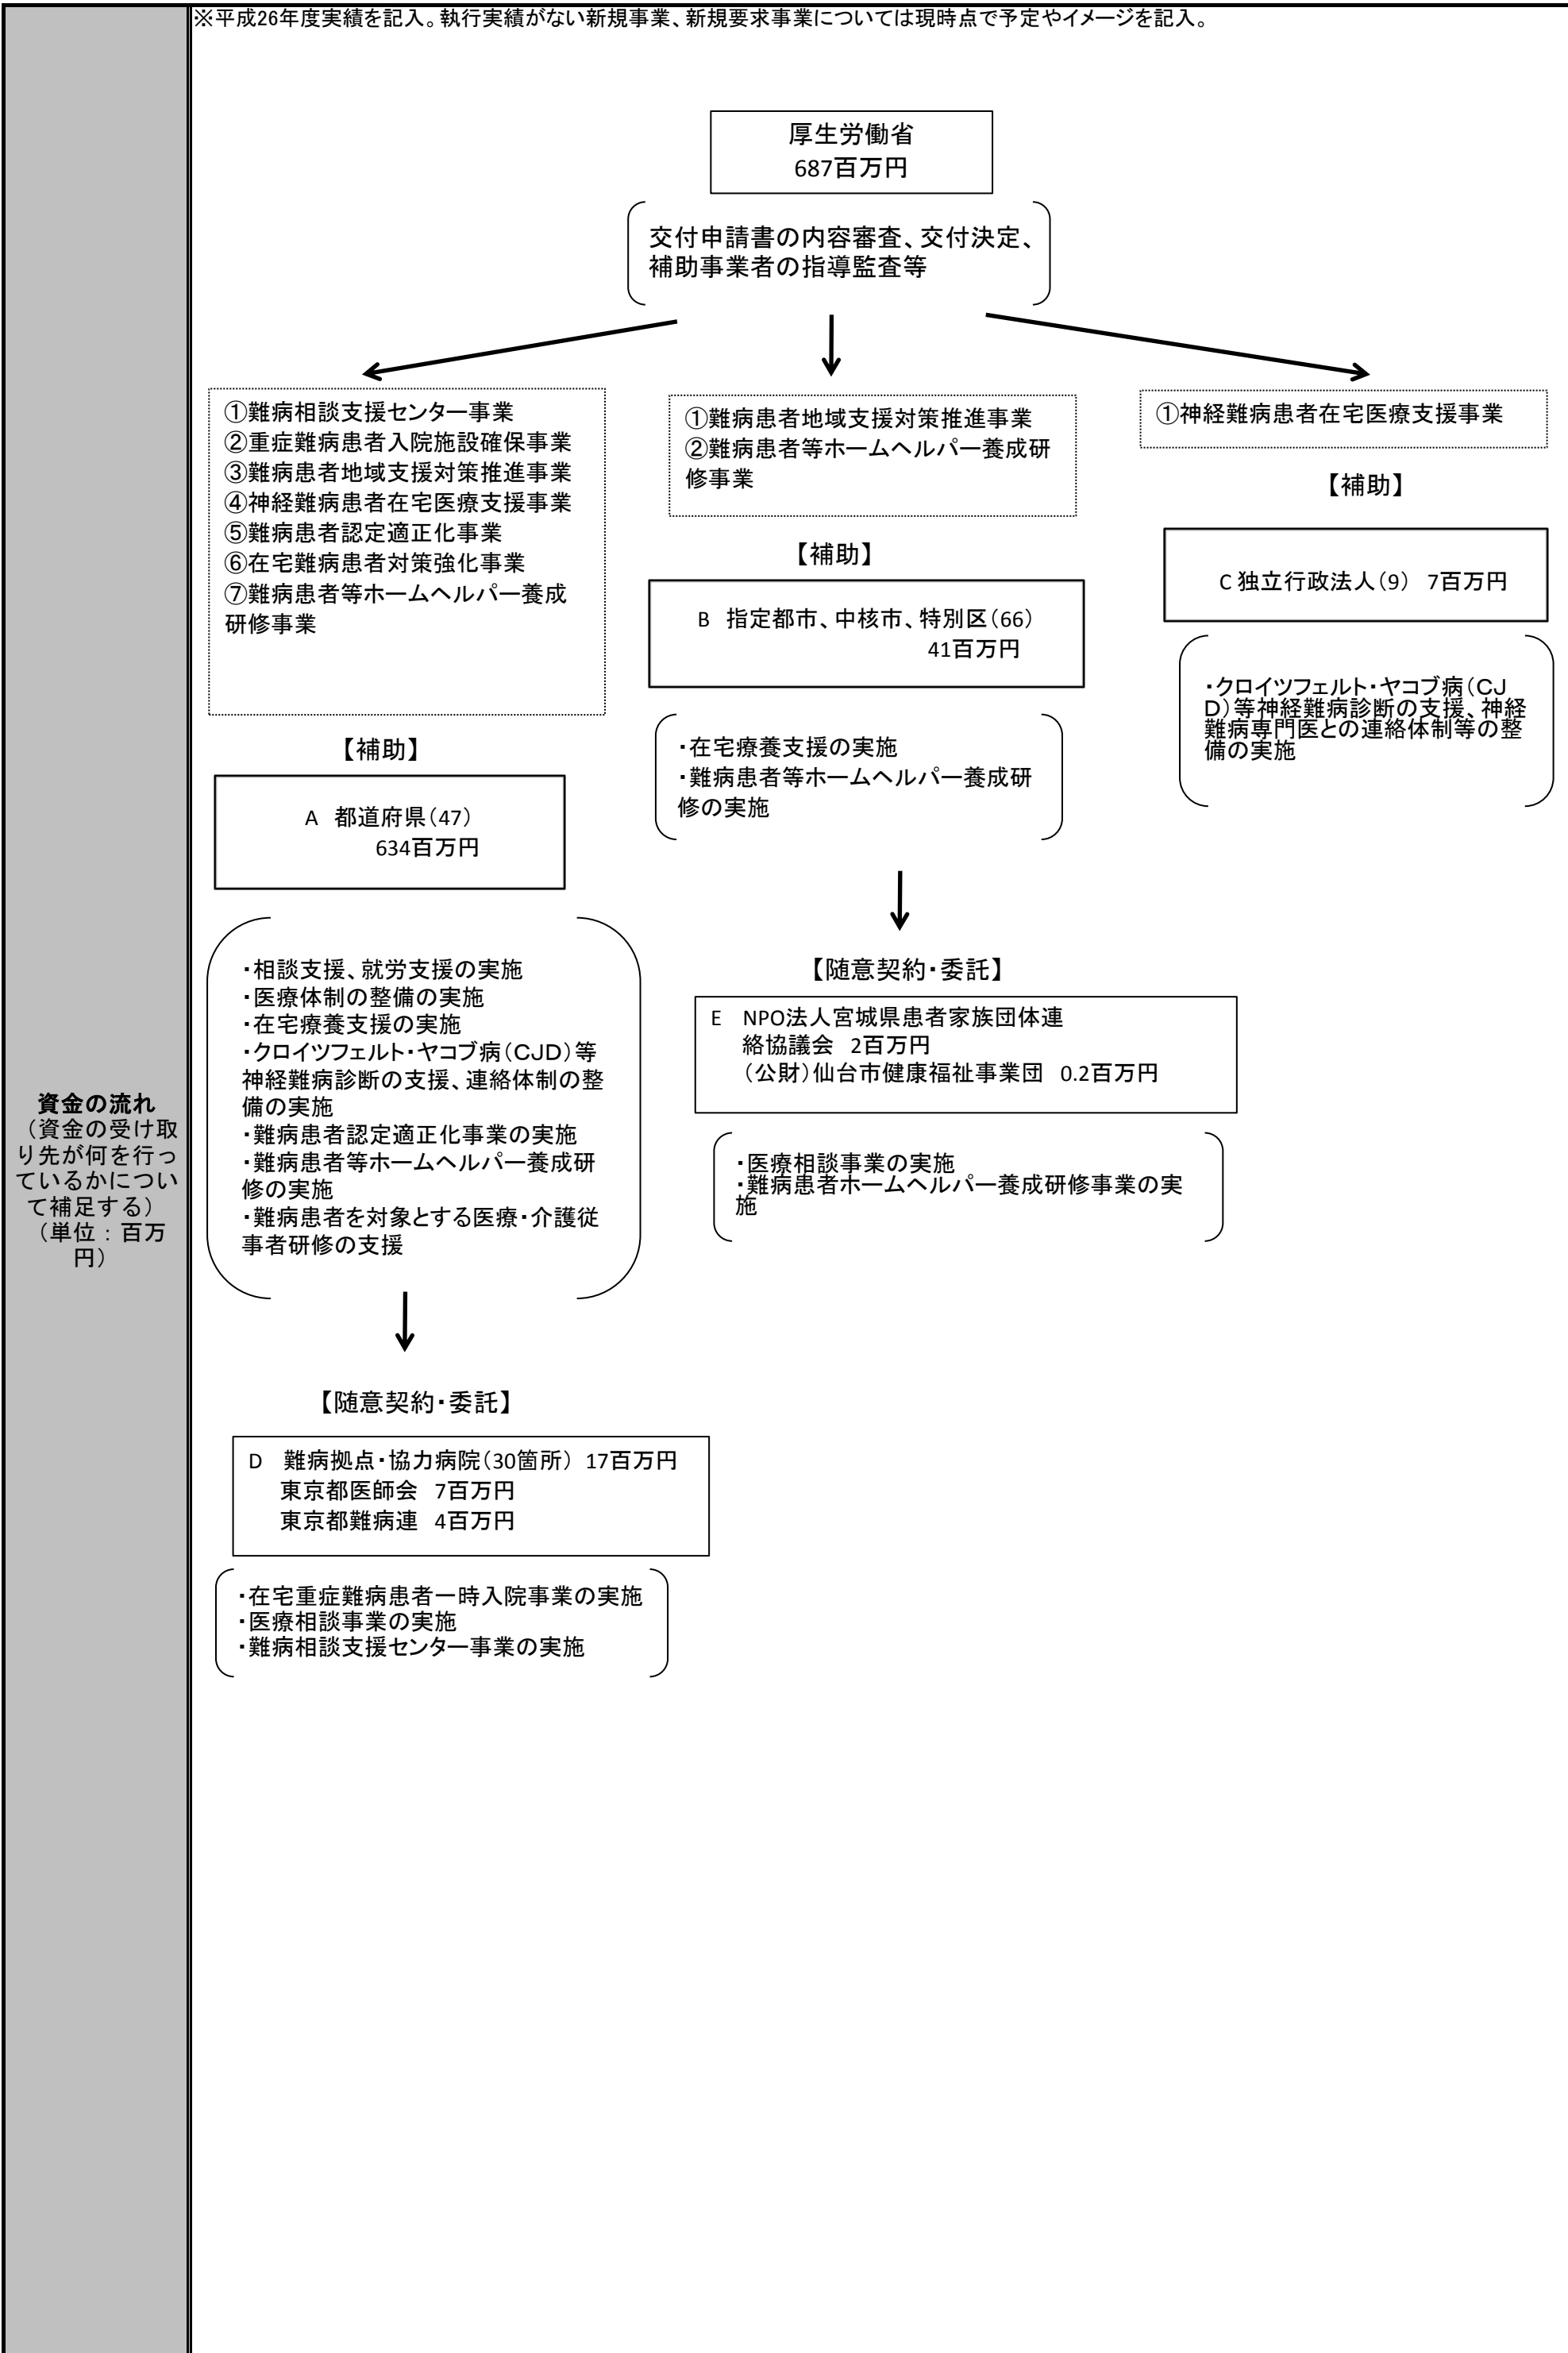 ※平成26年度実績を記入。執行実績がない新規事業、新規要求事業については現時点で予定やイメージを記入。
資金の流れ
（資金の受け取
り先が何を行っ
ているかについ
て補足する）
（単位：百万
円）
厚生労働省
687百万円
交付申請書の内容審査、交付決定、
補助事業者の指導監査等
①難病相談支援センター事業
②重症難病患者入院施設確保事業
③難病患者地域支援対策推進事業
④神経難病患者在宅医療支援事業
⑤難病患者認定適正化事業
⑥在宅難病患者対策強化事業
⑦難病患者等ホームヘルパー養成
研修事業
【補助】
A 都道府県（47）
634百万円
・相談支援、就労支援の実施
・医療体制の整備の実施
・在宅療養支援の実施
・クロイツフェルト・ヤコブ病（CJD）等
神経難病診断の支援、連絡体制の整
備の実施
・難病患者認定適正化事業の実施
・難病患者等ホームヘルパー養成研
修の実施
・難病患者を対象とする医療・介護従
事者研修の支援
【随意契約・委託】
D 難病拠点・協力病院（30箇所） 17百万円
東京都医師会 7百万円
東京都難病連 4百万円
・在宅重症難病患者一時入院事業の実施
・医療相談事業の実施
・難病相談支援センター事業の実施
①難病患者地域支援対策推進事業
②難病患者等ホームヘルパー養成研
修事業
【補助】
B 指定都市、中核市、特別区（66）
41百万円
・在宅療養支援の実施
・難病患者等ホームヘルパー養成研
修の実施
【随意契約・委託】
E NPO法人宮城県患者家族団体連
絡協議会 2百万円
（公財）仙台市健康福祉事業団 0.2百万円
・医療相談事業の実施
・難病患者ホームヘルパー養成研修事業の実
施
①神経難病患者在宅医療支援事業
【補助】
C 独立行政法人（9） 7百万円
・クロイツフェルト・ヤコブ病（CJ
D）等神経難病診断の支援、神経
難病専門医との連絡体制等の整
備の実施